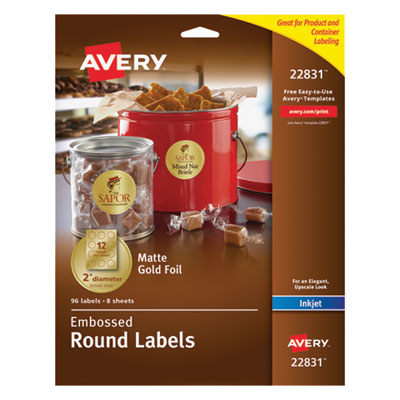 AVERY
Great for Product and
Container
Labeling
22831™
Free Easy-to-Use
Avery® Templates
avery.com/print
SAPOR
SAPOR
Mixed Nut
Brittle
Matte
Gold Foil
12
2" diameter
96 labels • 8 sheets
For an Elegant,
Upscale Look
Inkjet
Embossed
Round Labels
AVERY
22831™